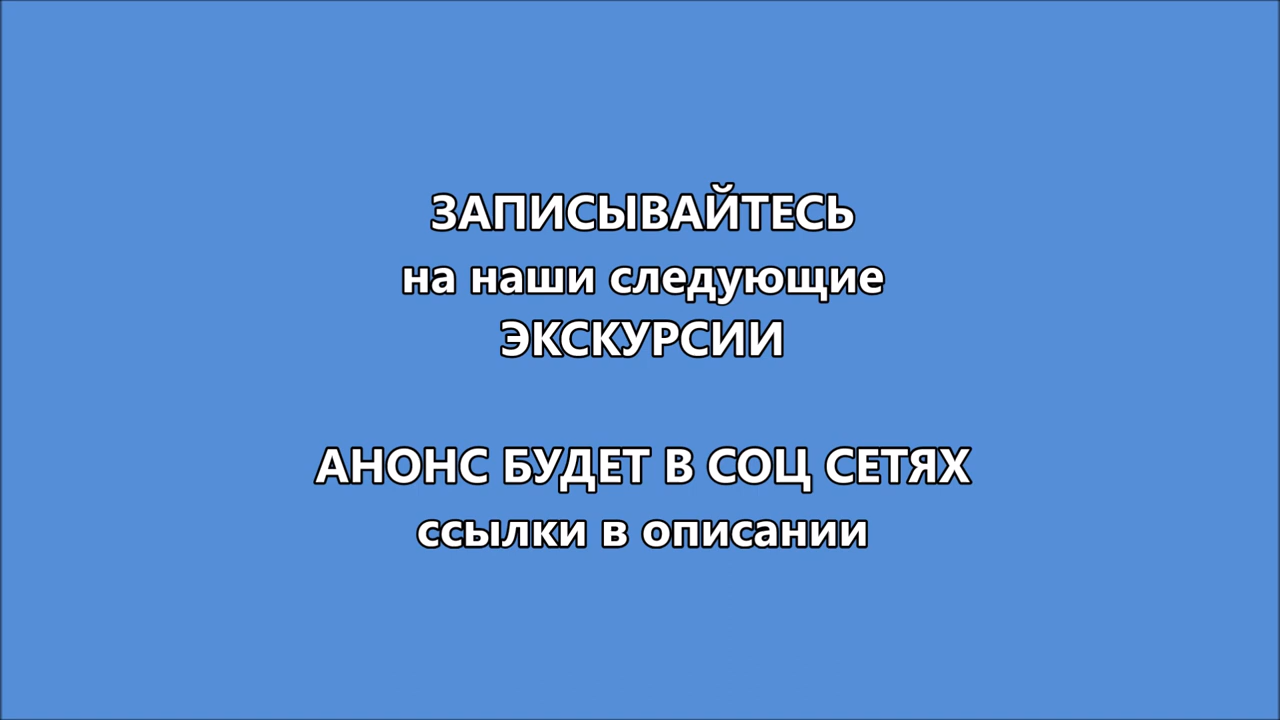 ЗАПИСЫВАЙТЕСЬ
на наши следующие
ЭКСКУРСИИ
АНОНС БУДЕТ В СОЦ СЕТЯХ
ссылки в описании